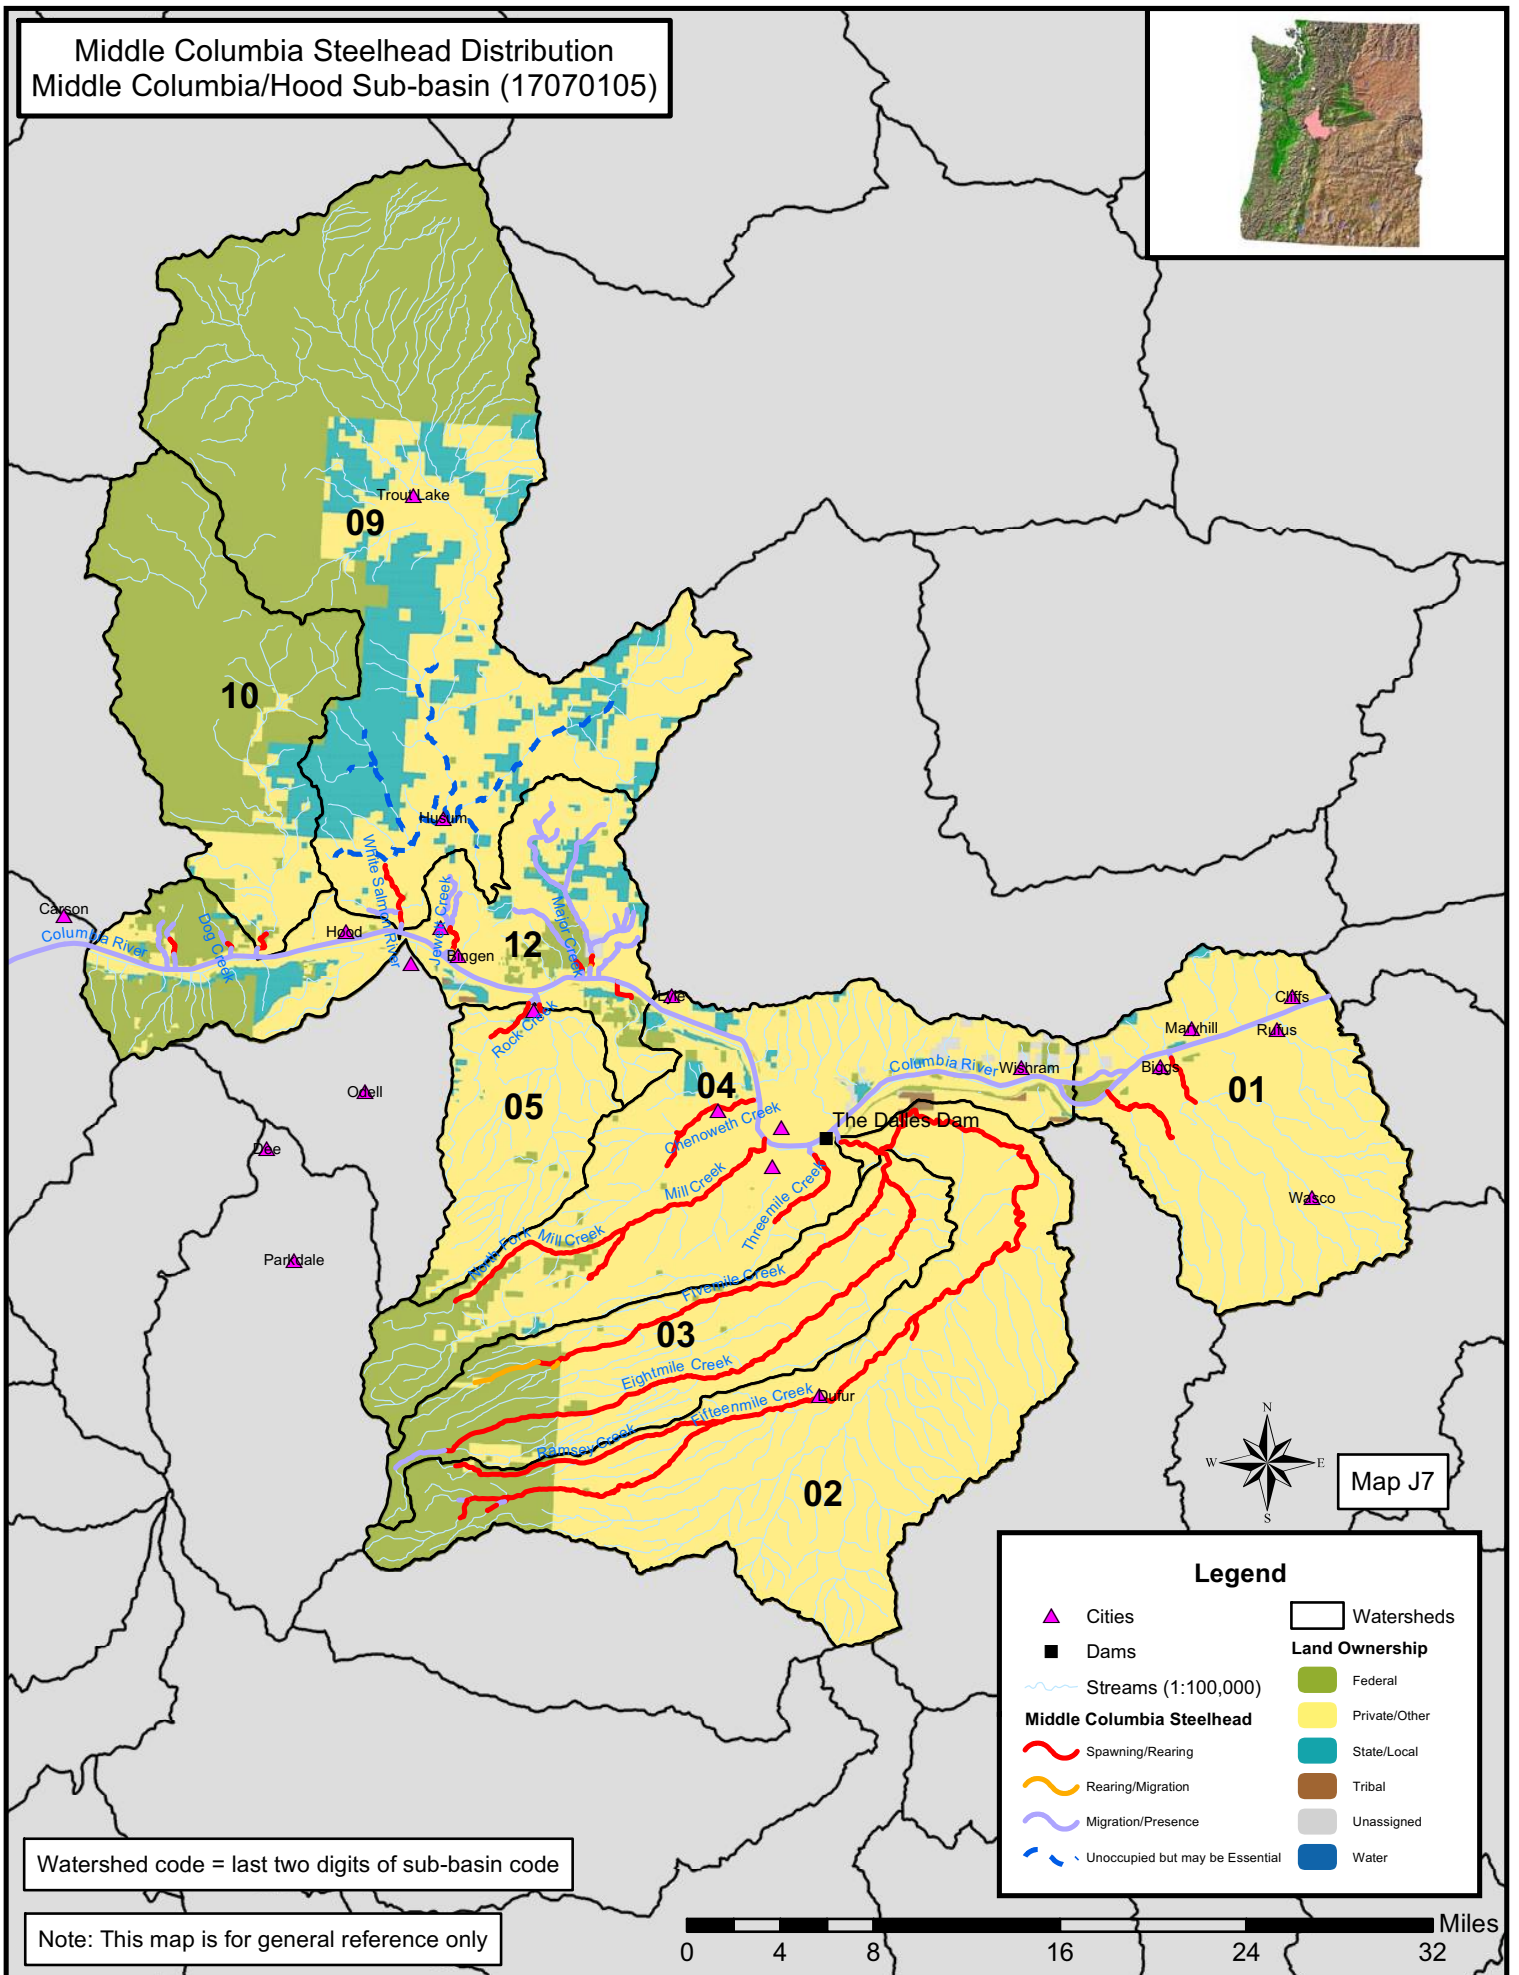 Middle Columbia Steelhead Distribution
Middle Columbia/Hood Sub-basin (17070105)
Trout Lake
09
10
Husum
White Salmon River
Jewett Creek
Major Creek
Carson
Columbia River
Dog Creek
Hood
Bingen
12
Lyle
Rock Creek
Cliffs
Maryhill
Rufus
Columbia River
Wishram
Biggs
01
Odell
05
04
Chenoweth Creek
The Dalles Dam
Dee
Mill Creek
Threemile Creek
Wasco
North Fork Mill Creek
Parkdale
Fivemile Creek
03
Eightmile Creek
Fifteenmile Creek
Dufur
Ramsey Creek
02
N
W
E
S
Map J7
Legend
Cities
Dams
Streams (1:100,000)
Middle Columbia Steelhead
Spawning/Rearing
Rearing/Migration
Migration/Presence
Unoccupied but may be Essential
Watersheds
Land Ownership
Federal
Private/Other
State/Local
Tribal
Unassigned
Water
Watershed code = last two digits of sub-basin code
Note: This map is for general reference only
Miles
0 4 8 16 24 32